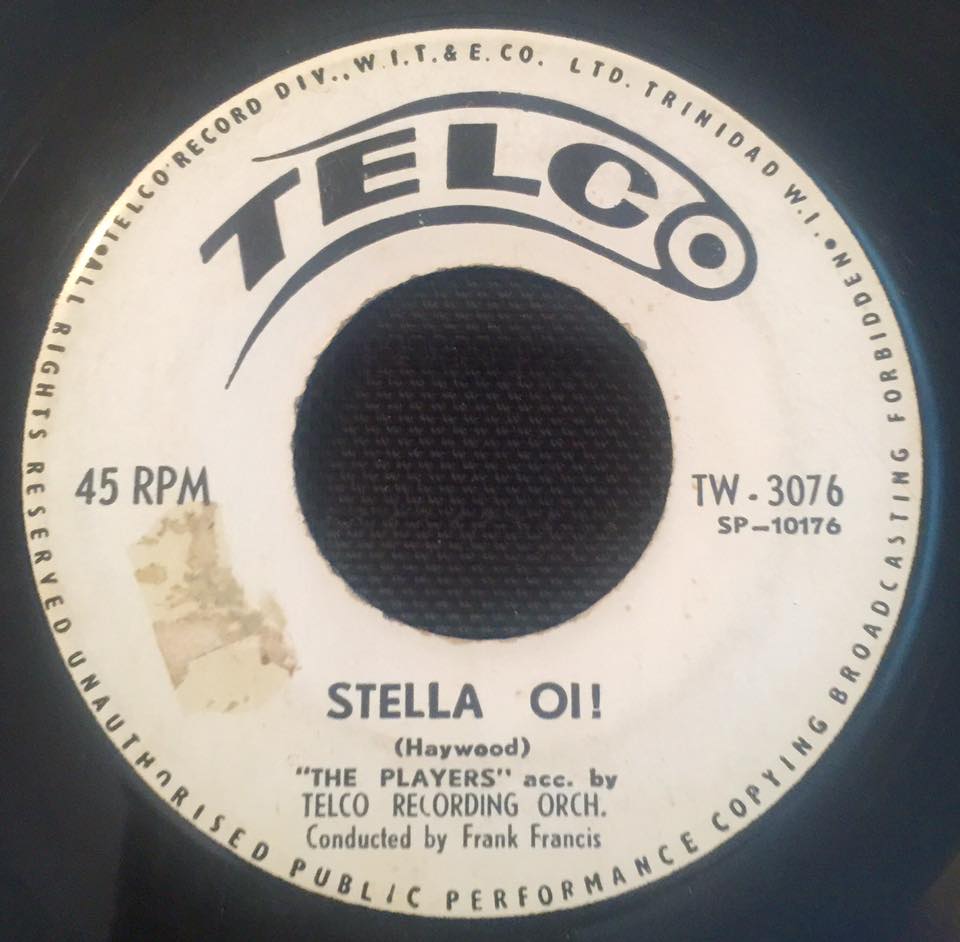 •TELCO RECORD DIV., W.I.T. & E. CO. LTD. TRINIDAD W.I.•
TELCO
45 RPM
TW - 3076
SP-10176
STELLA OI!
(Haywood)
"THE PLAYERS" acc. by
TELCO RECORDING ORCH.
Conducted by Frank Francis
ALL RIGHTS RESERVED UNAUTHORISED PUBLIC PERFORMANCE COPYING BROADCASTING FORBIDDEN